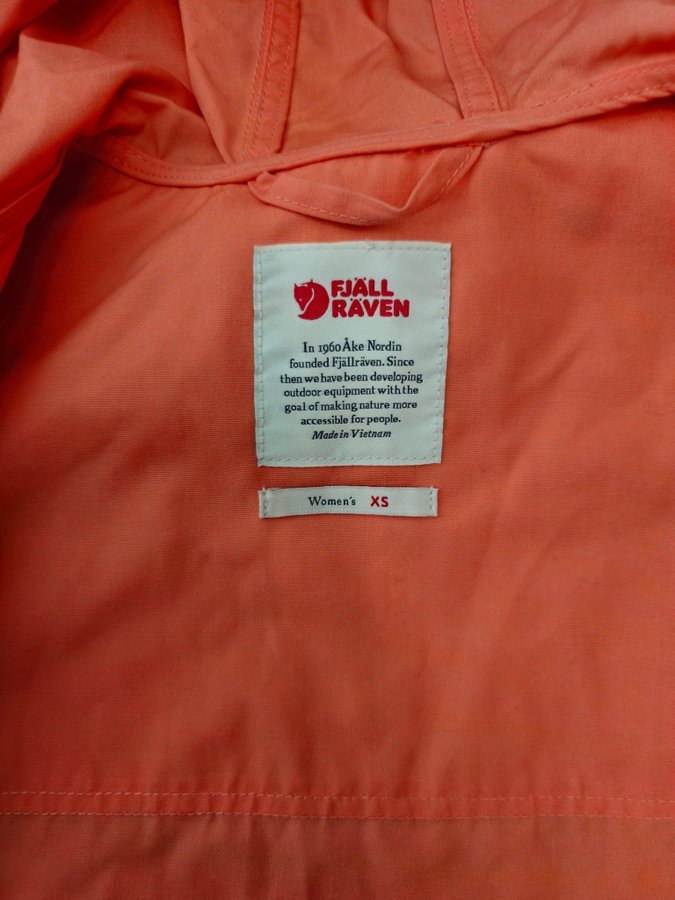 FJÄLL
RÄVEN
In 1960 Åke Nordin
founded Fjällräven. Since
then we have been developing
outdoor equipment with the
goal of making nature more
accessible for people.
Made in Vietnam
Women's XS